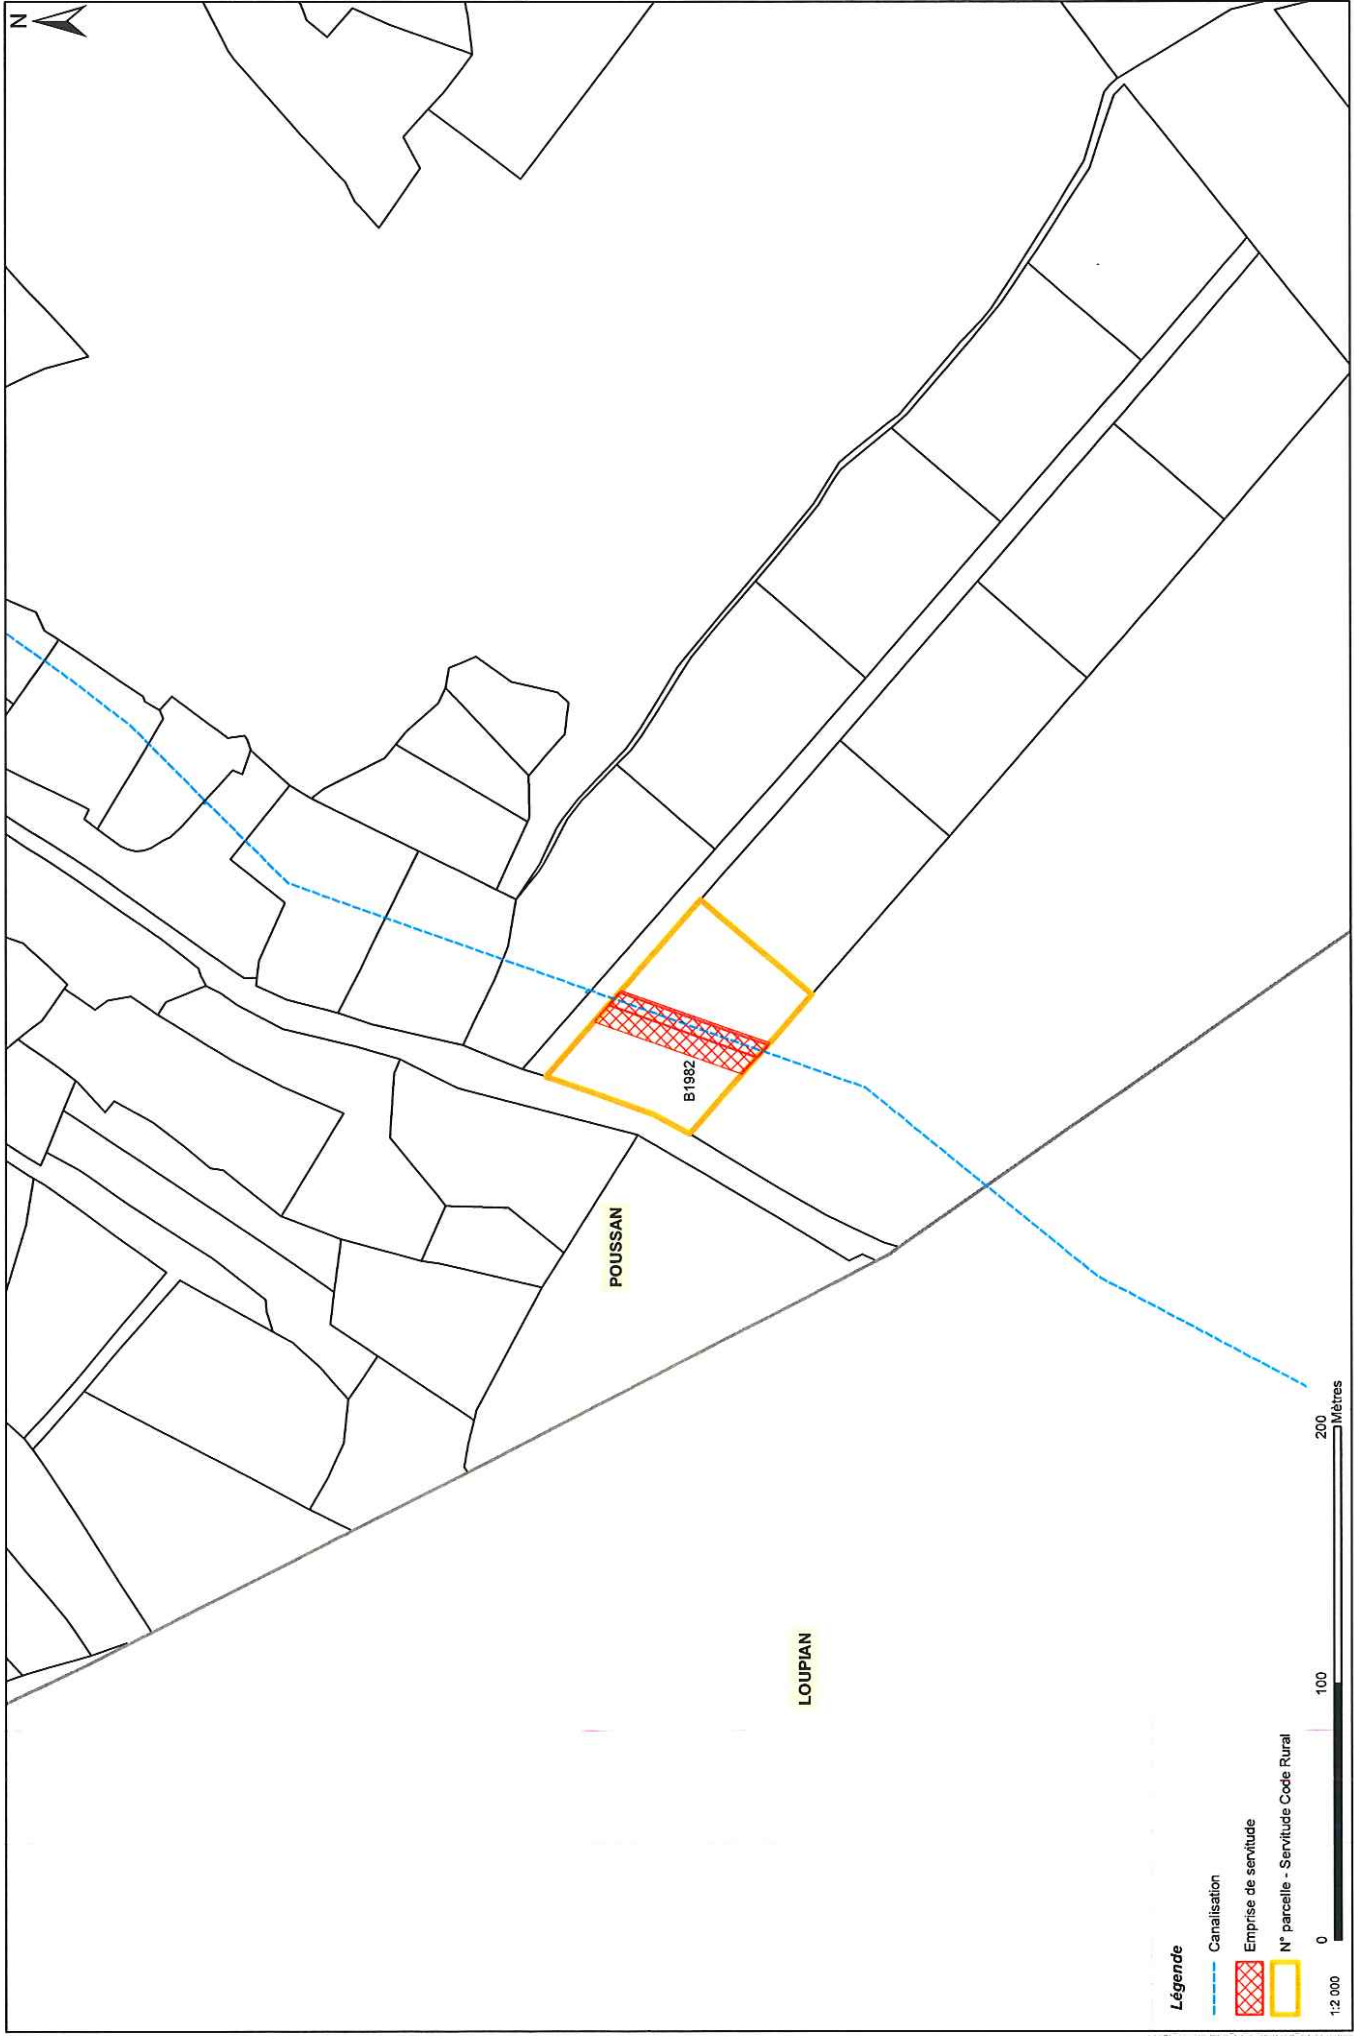 N
B1982
POUSSAN
LOUPIAN
Légende
Canalisation
Emprise de servitude
N° parcelle - Servitude Code Rural
1:2 000
0 100 200
Mètres